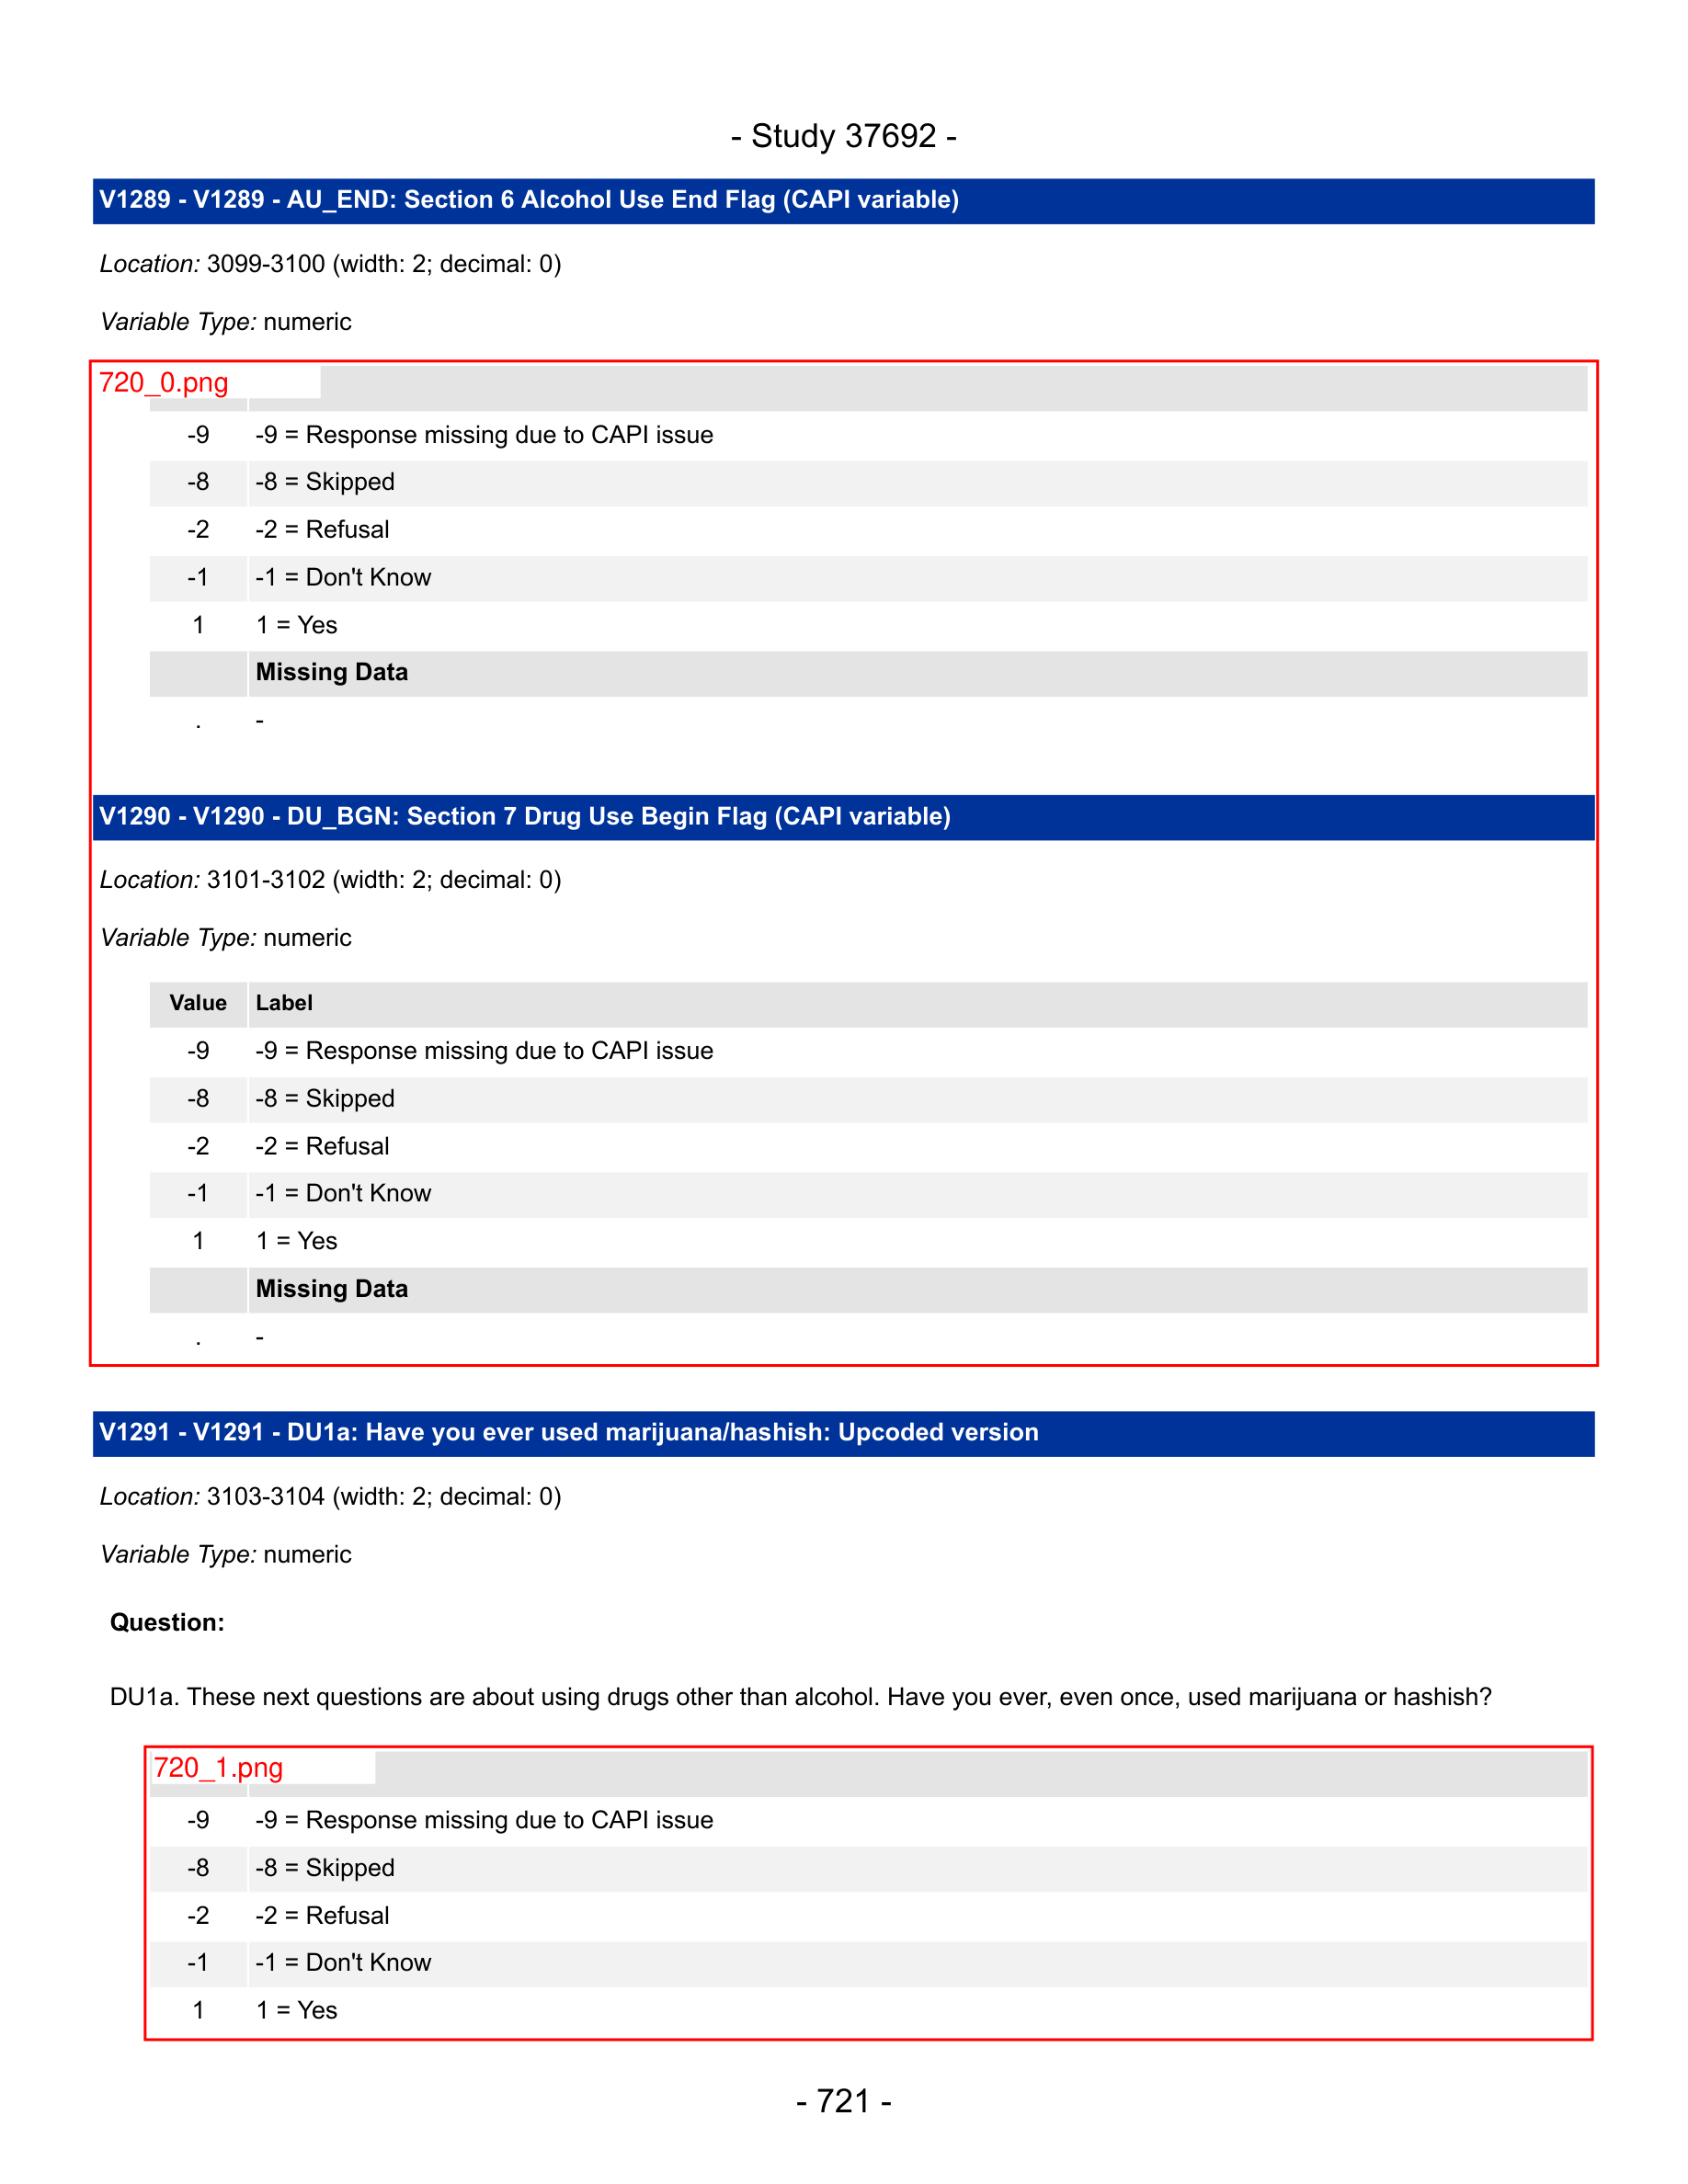 - Study 37692 -
V1289 - V1289 - AU_END: Section 6 Alcohol Use End Flag (CAPI variable)
Location: 3099-3100 (width: 2; decimal: 0)
Variable Type: numeric
720_0.png
-9 -9 = Response missing due to CAPI issue
-8 -8 = Skipped
-2 -2 = Refusal
-1 -1 = Don't Know
1 1 = Yes
Missing Data
. -
V1290 - V1290 - DU_BGN: Section 7 Drug Use Begin Flag (CAPI variable)
Location: 3101-3102 (width: 2; decimal: 0)
Variable Type: numeric
Value Label
-9 -9 = Response missing due to CAPI issue
-8 -8 = Skipped
-2 -2 = Refusal
-1 -1 = Don't Know
1 1 = Yes
Missing Data
. -
V1291 - V1291 - DU1a: Have you ever used marijuana/hashish: Upcoded version
Location: 3103-3104 (width: 2; decimal: 0)
Variable Type: numeric
Question:
DU1a. These next questions are about using drugs other than alcohol. Have you ever, even once, used marijuana or hashish?
720_1.png
-9 -9 = Response missing due to CAPI issue
-8 -8 = Skipped
-2 -2 = Refusal
-1 -1 = Don't Know
1 1 = Yes
- 721 -